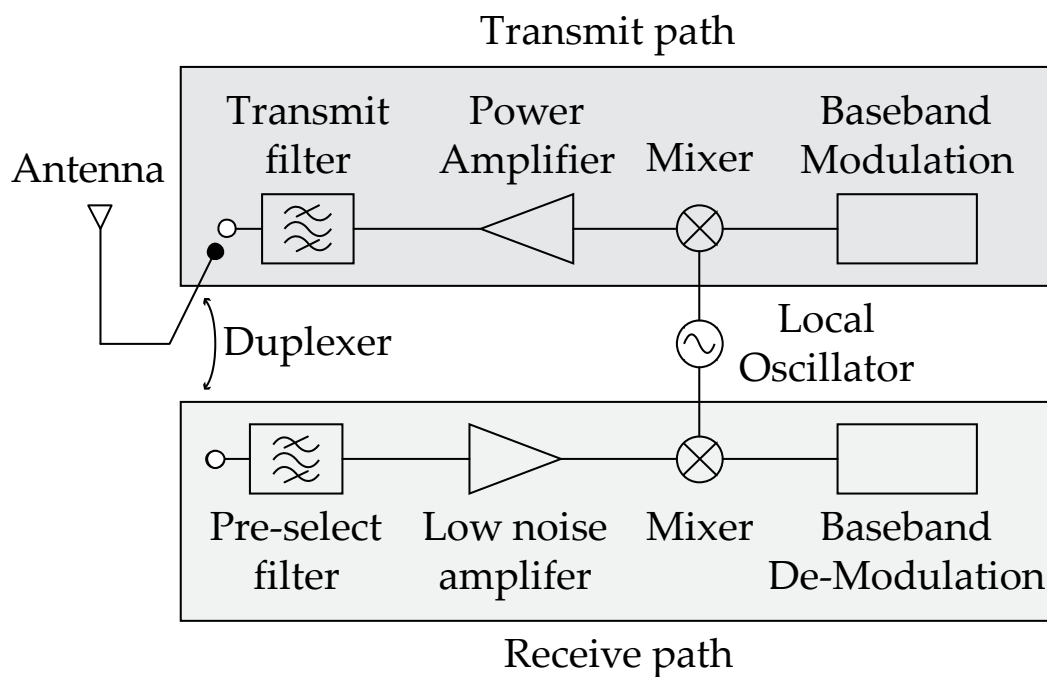 Transmit path
Transmit
filter
Power
Amplifier
Mixer
Baseband
Modulation
Antenna
Duplexer
Local
Oscillator
Pre-select
filter
Low noise
amplifer
Mixer
Baseband
De-Modulation
Receive path